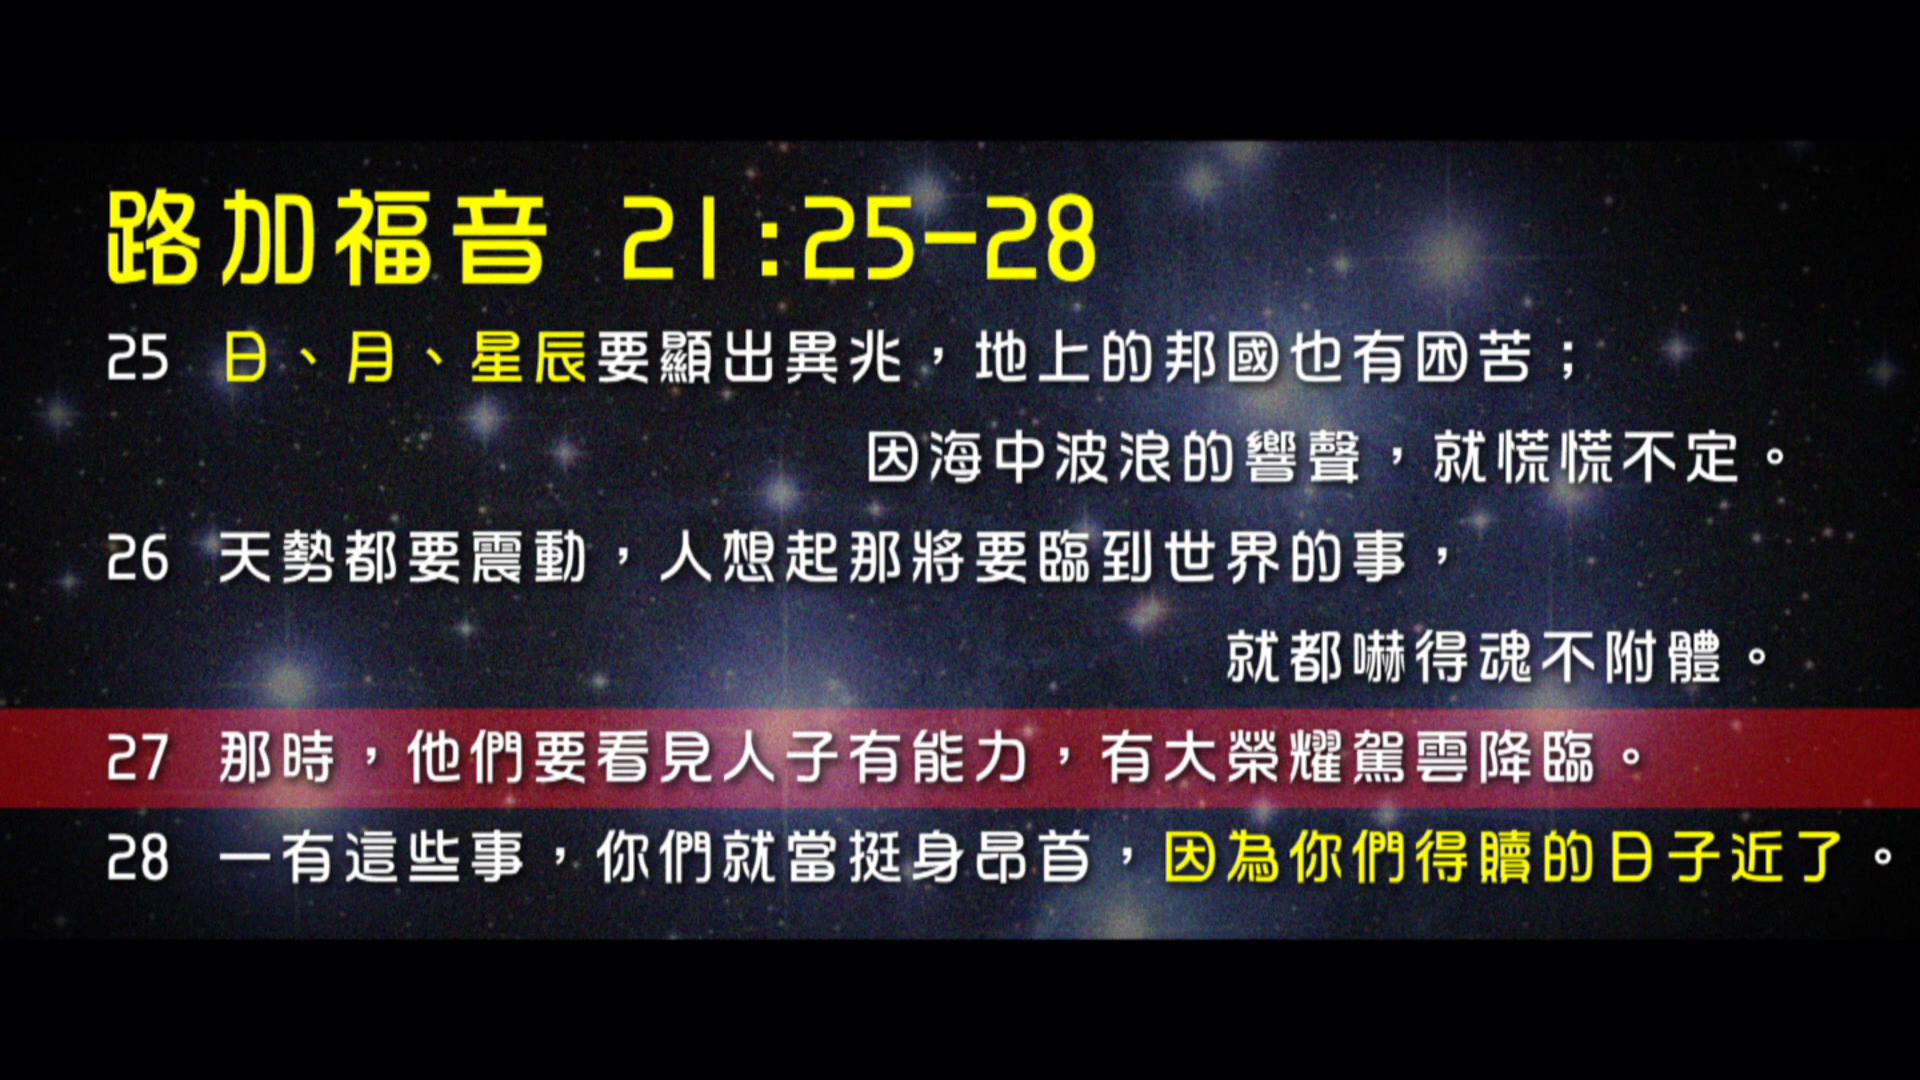 路加福音 21:25-28
25 日、月、星辰要顯出異兆，地上的邦國也有困苦；
因海中波浪的響聲，就慌慌不定。
26 天勢都要震動，人想起那將要臨到世界的事，
就都嚇得魂不附體。
27 那時，他們要看見人子有能力，有大榮耀駕雲降臨。
28 一有這些事，你們就當挺身昂首，因為你們得贖的日子近了。